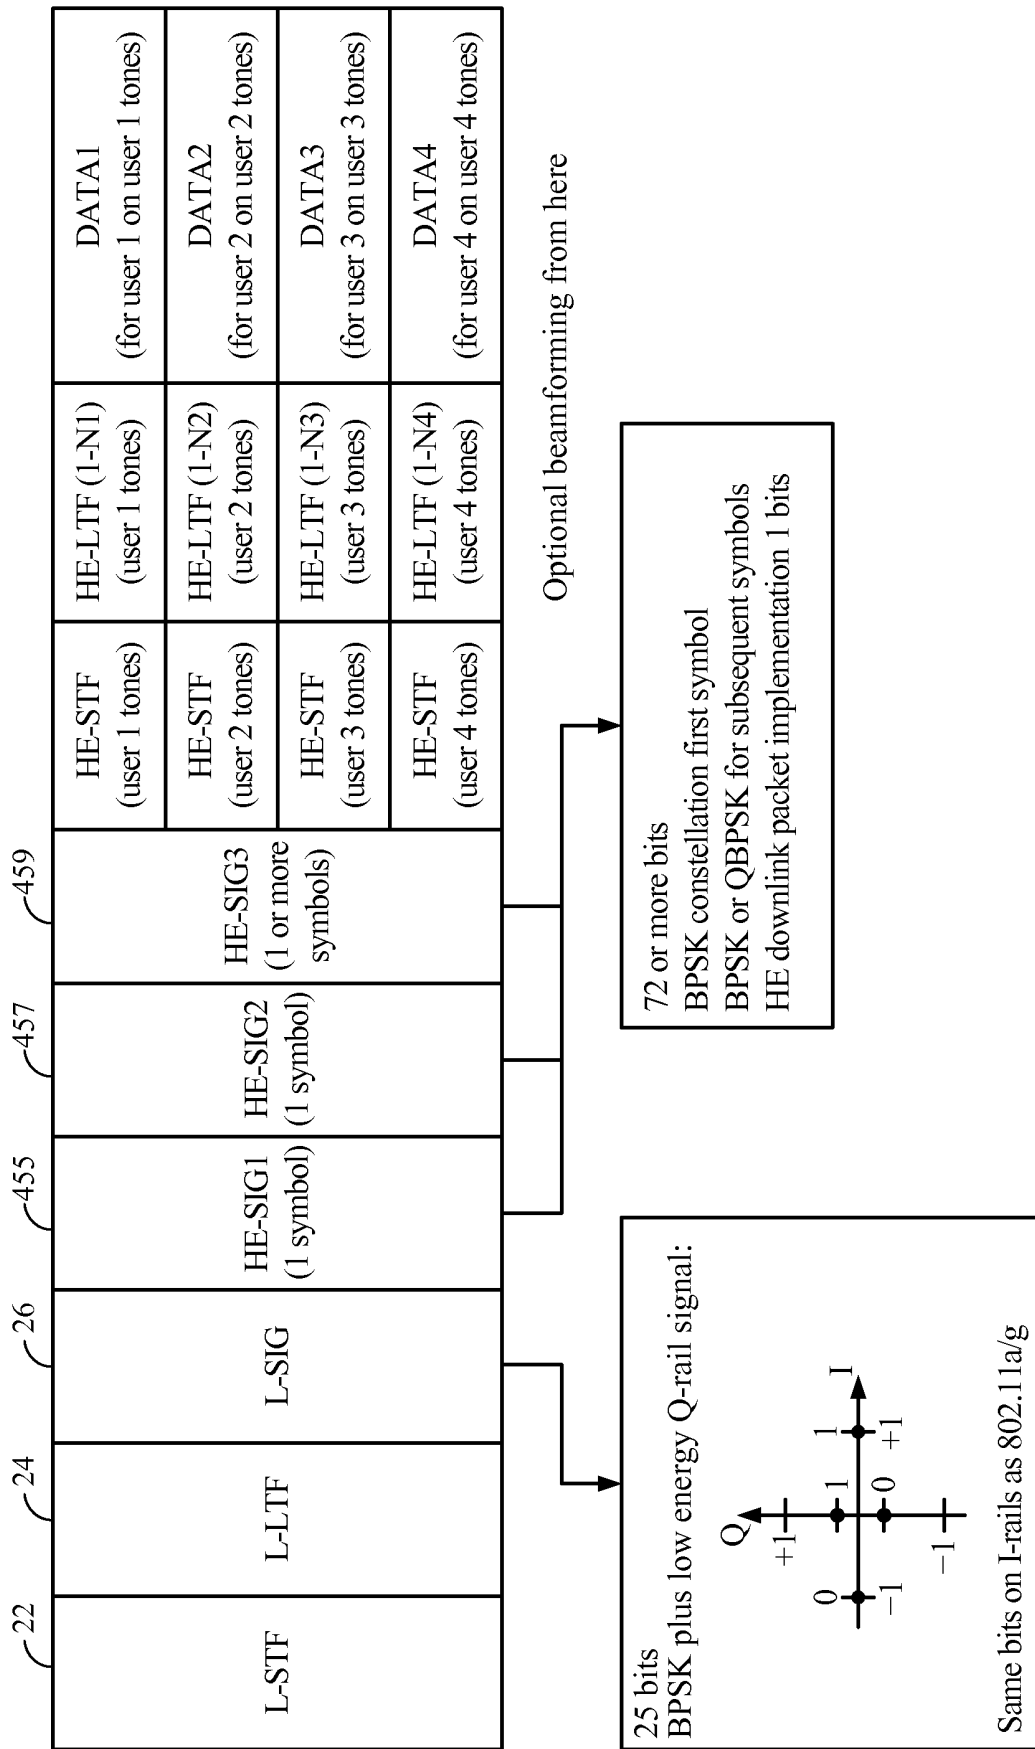 22
24
26
455
457
459
L-STF
L-LTF
L-SIG
HE-SIG1
(1 symbol)
HE-SIG2
(1 symbol)
HE-SIG3
(1 or more
symbols)
HE-STF
(user 1 tones)
HE-LTF (1-N1)
(user 1 tones)
DATA1
(for user 1 on user 1 tones)
HE-STF
(user 2 tones)
HE-LTF (1-N2)
(user 2 tones)
DATA2
(for user 2 on user 2 tones)
HE-STF
(user 3 tones)
HE-LTF (1-N3)
(user 3 tones)
DATA3
(for user 3 on user 3 tones)
HE-STF
(user 4 tones)
HE-LTF (1-N4)
(user 4 tones)
DATA4
(for user 4 on user 4 tones)
Optional beamforming from here
25 bits
BPSK plus low energy Q-rail signal:
Q
+1
1
0
−1
0
−1
1
+1
I
Same bits on I-rails as 802.11a/g
72 or more bits
BPSK constellation first symbol
BPSK or QBPSK for subsequent symbols
HE downlink packet implementation 1 bits